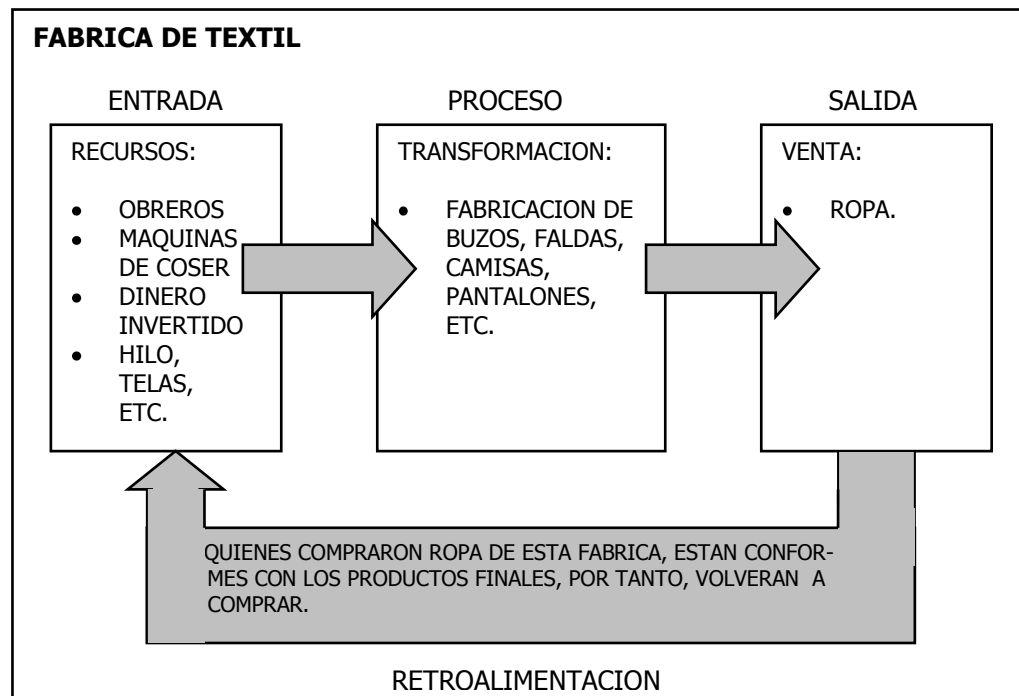 FABRICA DE TEXTIL
ENTRADA
RECURSOS:
• OBREROS
• MAQUINAS
DE COSER
• DINERO
INVERTIDO
• HILO,
TELAS,
ETC.
PROCESO
TRANSFORMACION:
• FABRICACION DE
BUZOS, FALDAS,
CAMISAS,
PANTALONES,
ETC.
SALIDA
VENTA:
• ROPA.
QUIENES COMPRARON ROPA DE ESTA FABRICA, ESTAN CONFOR-
MES CON LOS PRODUCTOS FINALES, POR TANTO, VOLVERAN A
COMPRAR.
RETROALIMENTACION